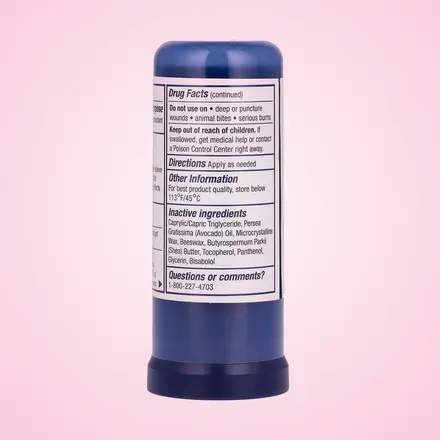 Drug Facts (continued)
Do not use on • deep or puncture
wounds • animal bites • serious burns
Keep out of reach of children. If
swallowed, get medical help or contact
a Poison Control Center right away.
Directions Apply as needed
Other Information
For best product quality, store below
113°F/45°C
Inactive ingredients
Caprylic/Capric Triglyceride, Persea
Gratissima (Avocado) Oil, Microcrystalline
Wax, Beeswax, Butyrospermum Parkii
(Shea) Butter, Tocopherol, Panthenol,
Glycerin, Bisabolol
Questions or comments?
1-800-227-4703